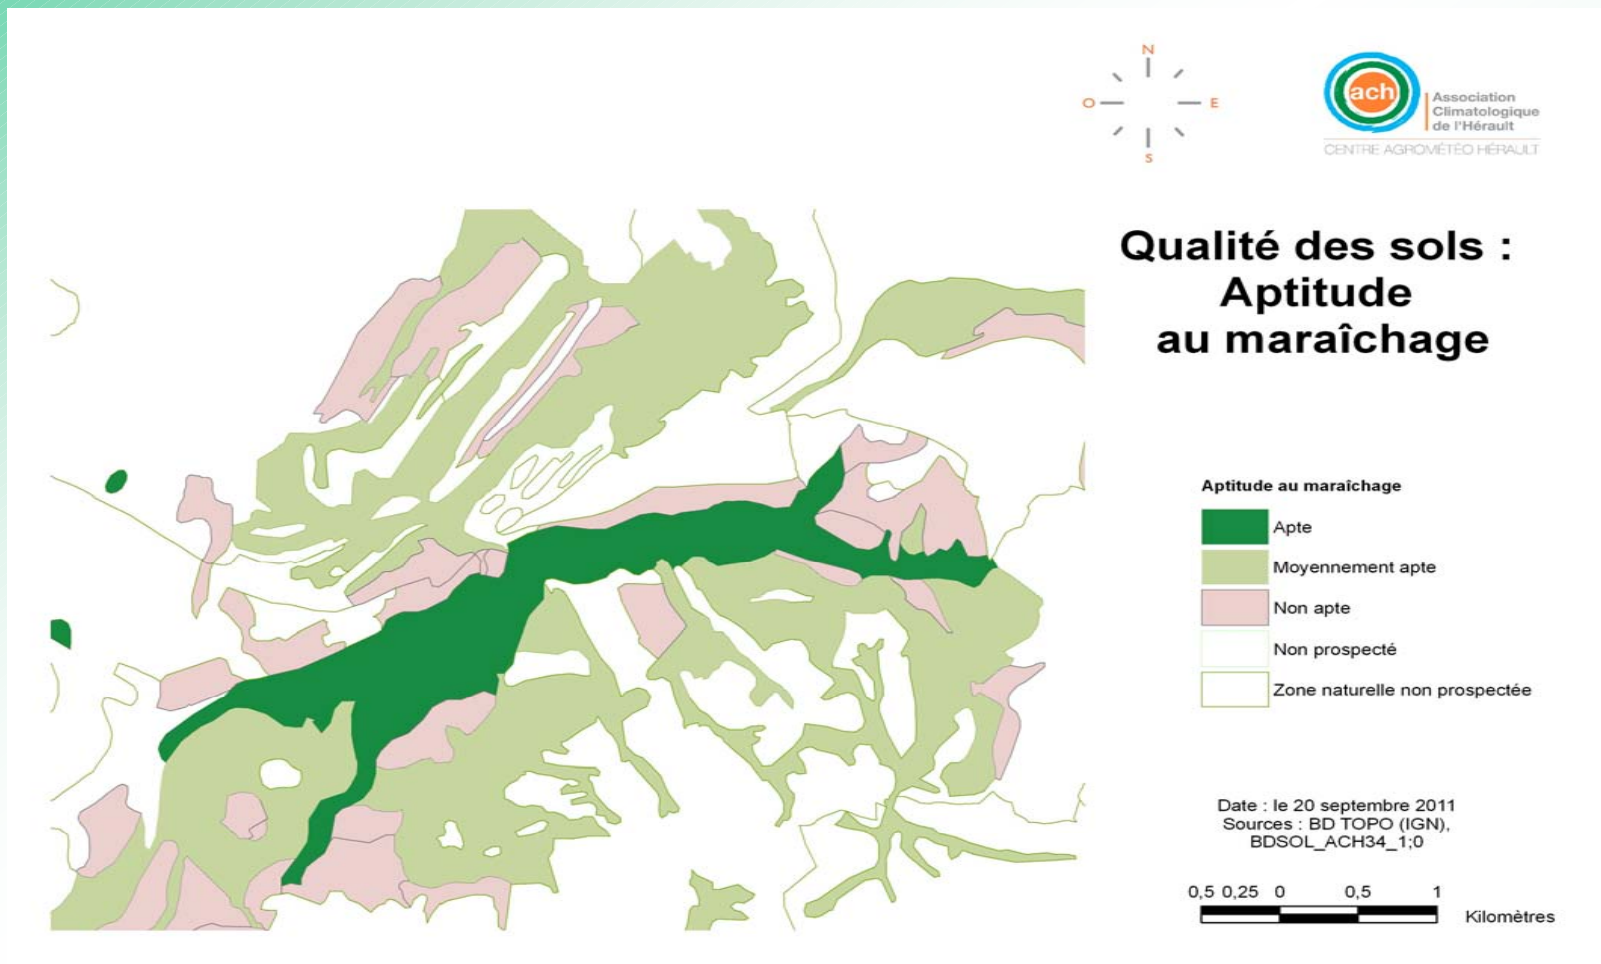 N
O
E
S
ach
Association
Climatologique
de l'Hérault
CENTRE AGROMÉTÉO HÉRAULT
Qualité des sols :
Aptitude
au maraîchage
Aptitude au maraîchage
Apte
Moyennement apte
Non apte
Non prospecté
Zone naturelle non prospectée
Date : le 20 septembre 2011
Sources : BD TOPO (IGN),
BDSOL_ACH34_1;0
0,5 0,25 0 0,5 1
Kilomètres